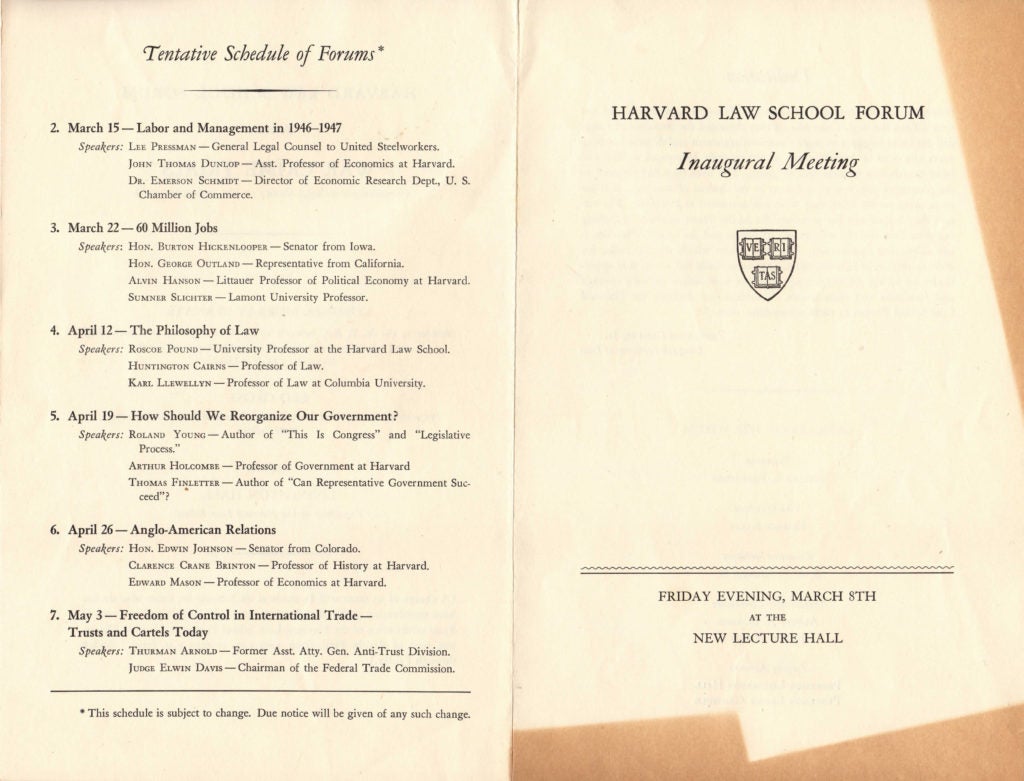 Tentative Schedule of Forums*
2. March 15 — Labor and Management in 1946–1947
Speakers: Lee Pressman — General Legal Counsel to United Steelworkers.
John Thomas Dunlop — Asst. Professor of Economics at Harvard.
Dr. Emerson Schmidt — Director of Economic Research Dept., U. S.
Chamber of Commerce.
3. March 22 — 60 Million Jobs
Speakers: Hon. Burton Hickenlooper — Senator from Iowa.
Hon. George Outland — Representative from California.
Alvin Hanson — Littauer Professor of Political Economy at Harvard.
Sumner Slichter — Lamont University Professor.
4. April 12 — The Philosophy of Law
Speakers: Roscoe Pound — University Professor at the Harvard Law School.
Huntington Cairns — Professor of Law.
Karl Llewellyn — Professor of Law at Columbia University.
5. April 19 — How Should We Reorganize Our Government?
Speakers: Roland Young — Author of "This Is Congress" and "Legislative
Process."
Arthur Holcombe — Professor of Government at Harvard
Thomas Finletter — Author of "Can Representative Government Suc-
ceed"?
6. April 26 — Anglo-American Relations
Speakers: Hon. Edwin Johnson — Senator from Colorado.
Clarence Crane Brinton — Professor of History at Harvard.
Edward Mason — Professor of Economics at Harvard.
7. May 3 — Freedom of Control in International Trade —
Trusts and Cartels Today
Speakers: Thurman Arnold — Former Asst. Atty. Gen. Anti-Trust Division.
Judge Elwin Davis — Chairman of the Federal Trade Commission.
* This schedule is subject to change. Due notice will be given of any such change.
HARVARD LAW SCHOOL FORUM
Inaugural Meeting
VE RI
TAS
FRIDAY EVENING, MARCH 8TH
AT THE
NEW LECTURE HALL